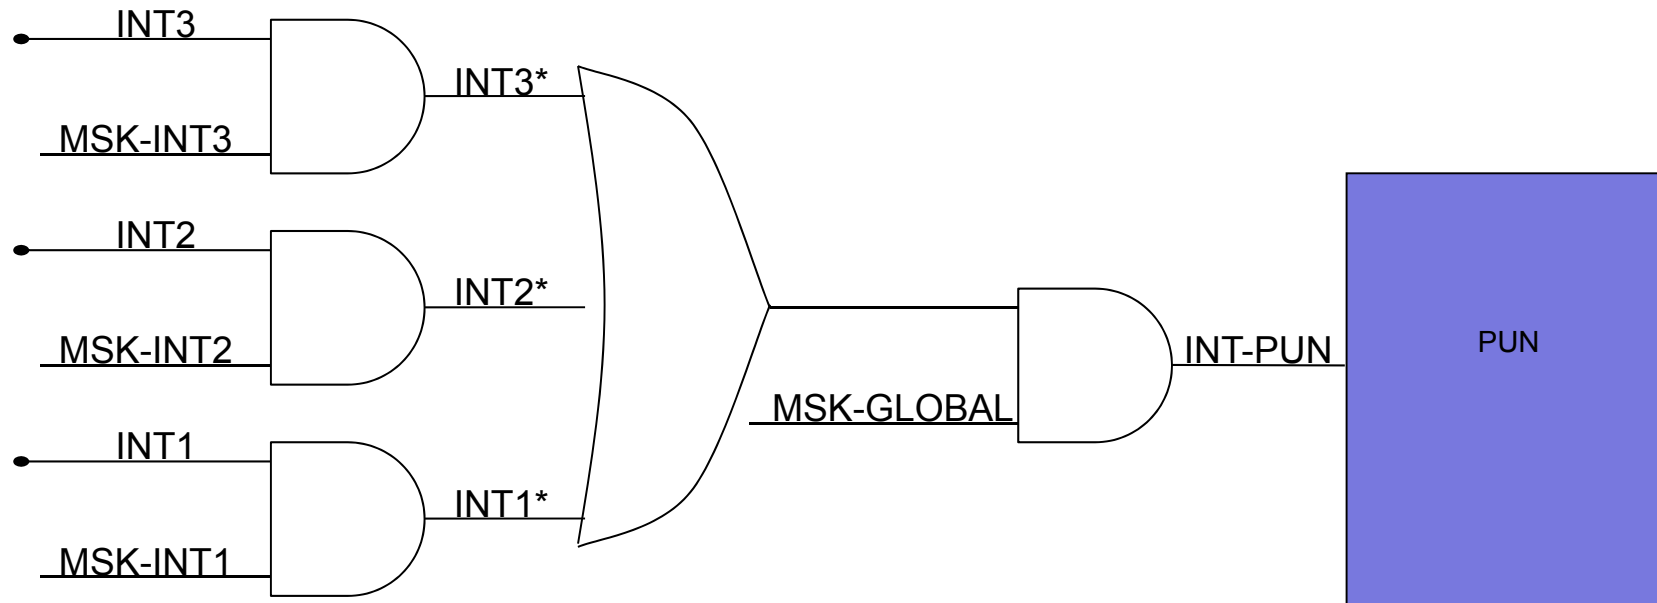 INT3
INT3*
MSK-INT3
INT2
INT2*
MSK-INT2
INT-PUN
PUN
MSK-GLOBAL
INT1
INT1*
MSK-INT1